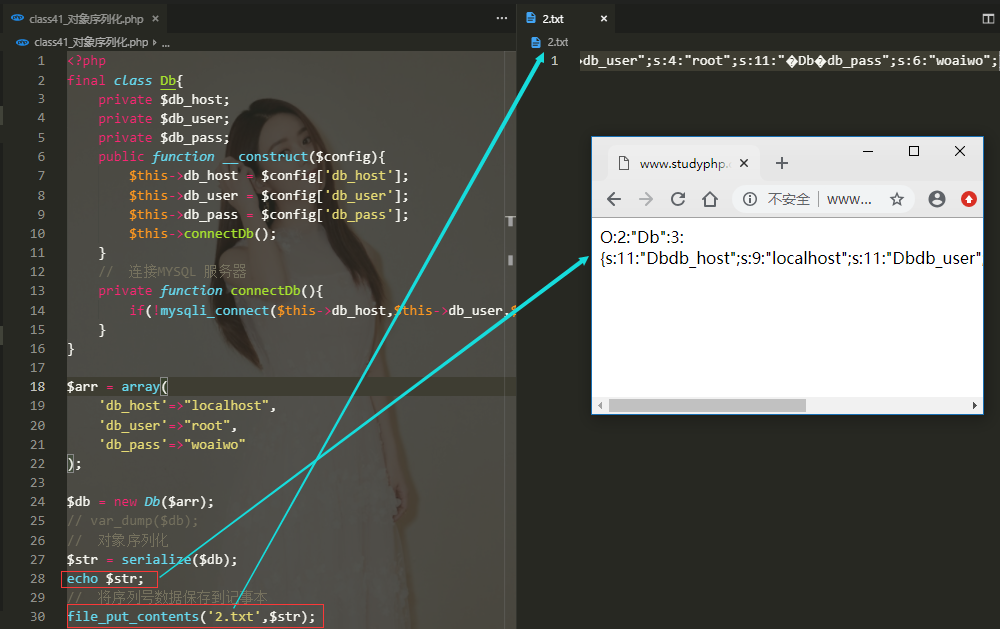 class41_对象序列化.php ×
class41_对象序列化.php › ...
1 <?php
2 final class Db{
3 private $db_host;
4 private $db_user;
5 private $db_pass;
6 public function __construct($config){
7 $this->db_host = $config['db_host'];
8 $this->db_user = $config['db_user'];
9 $this->db_pass = $config['db_pass'];
10 $this->connectDb();
11 }
12 // 连接MYSQL 服务器
13 private function connectDb(){
14 if(!mysqli_connect($this->db_host,$this->db_user,$
15 }
16 }
17
18 $arr = array(
19 'db_host'=>"localhost",
20 'db_user'=>"root",
21 'db_pass'=>"woaiwo"
22 );
23
24 $db = new Db($arr);
25 // var_dump($db);
26 // 对象序列化
27 $str = serialize($db);
28 echo $str;
29 // 将序列号数据保存到记事本
30 file_put_contents('2.txt',$str);
2.txt ×
2.txt
1 �db_user";s:4:"root";s:11:"�Db�db_pass";s:6:"woaiwo";
www.studyphp.
不安全 | www...
O:2:"Db":3:
{s:11:"Dbdb_host";s:9:"localhost";s:11:"Dbdb_user"